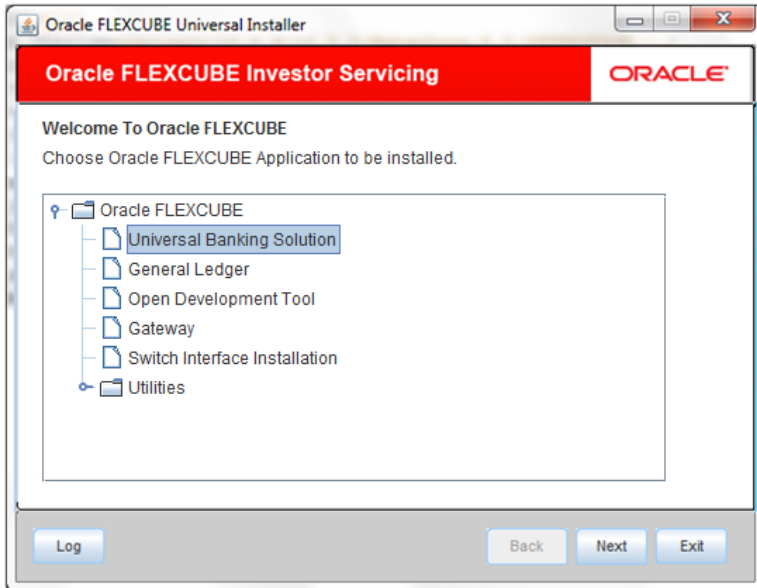 Oracle FLEXCUBE Universal Installer
Oracle FLEXCUBE Investor Servicing
ORACLE
Welcome To Oracle FLEXCUBE
Choose Oracle FLEXCUBE Application to be installed.
Oracle FLEXCUBE
Universal Banking Solution
General Ledger
Open Development Tool
Gateway
Switch Interface Installation
Utilities
Log
Back
Next
Exit